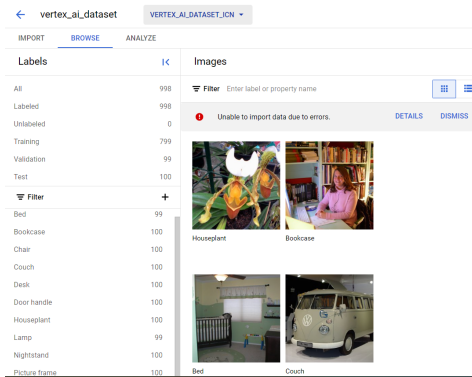 vertex_ai_dataset
VERTEX_AI_DATASET_ICN
IMPORT
BROWSE
ANALYZE
Labels
Images
All 998
Labeled 998
Unlabeled 0
Training 799
Validation 99
Test 100
Filter
Bed 99
Bookcase 100
Chair 100
Couch 100
Desk 100
Door handle 100
Houseplant 100
Lamp 99
Nightstand 100
Picture frame 100
Filter Enter label or property name
Unable to import data due to errors. DETAILS DISMISS
Houseplant
Bookcase
Bed
Couch